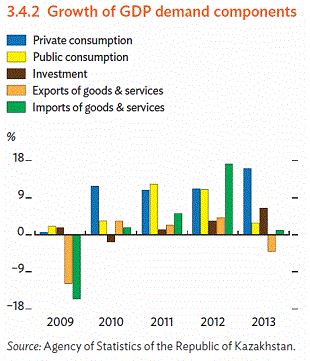 3.4.2 Growth of GDP demand components
Private consumption
Public consumption
Investment
Exports of goods & services
Imports of goods & services
%
18
9
0
−9
−18
2009 2010 2011 2012 2013
Source: Agency of Statistics of the Republic of Kazakhstan.